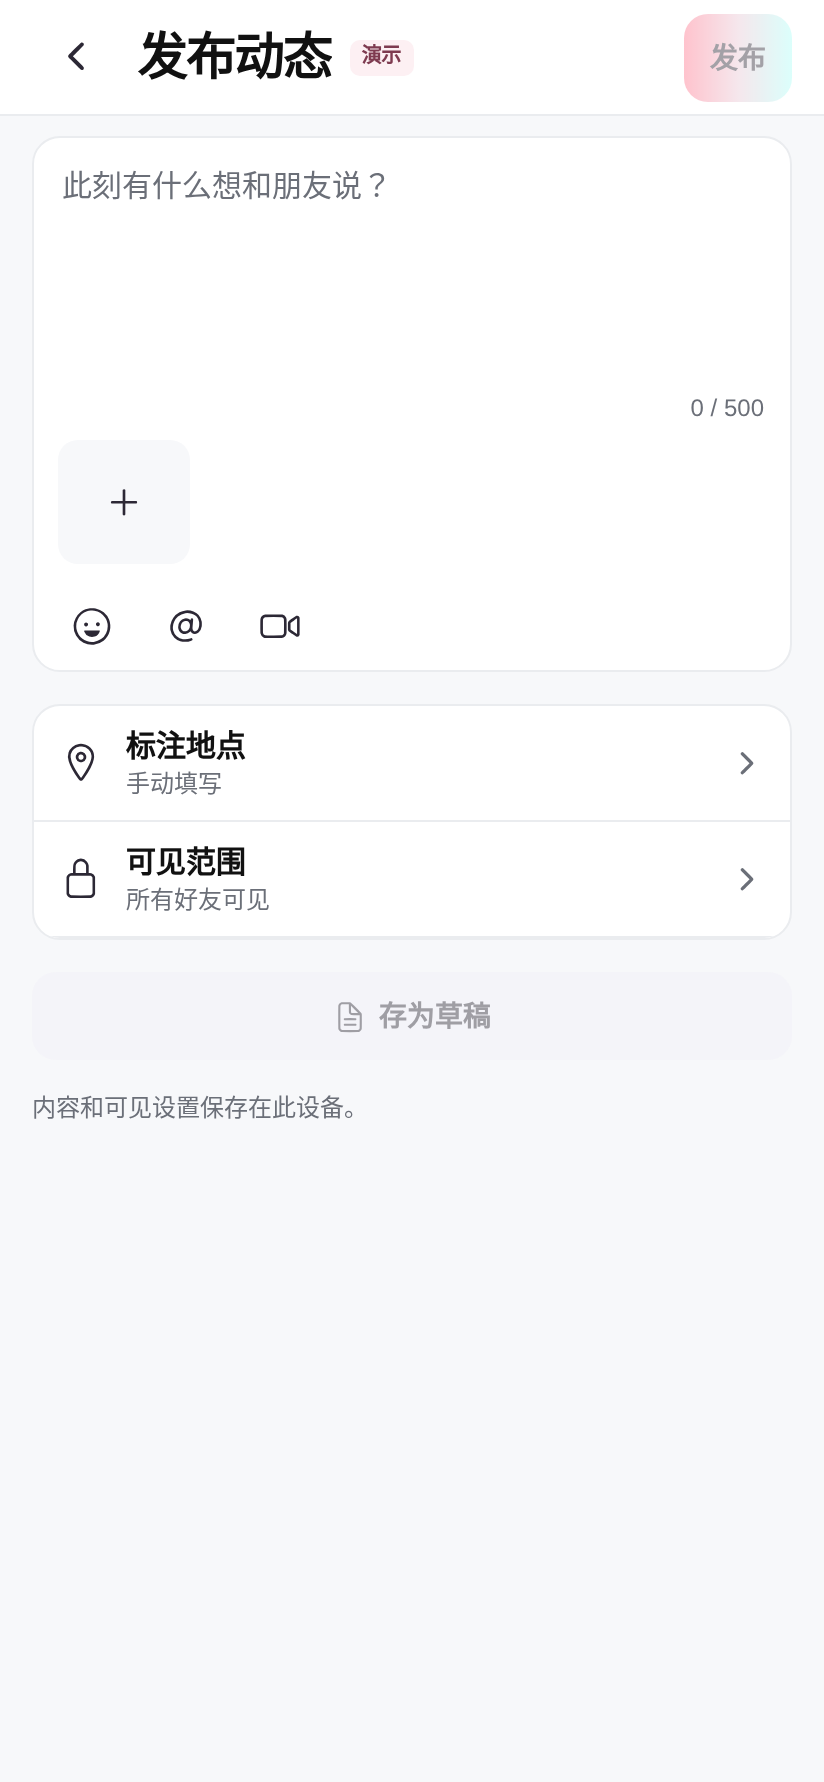 发布动态 演示 发布
此刻有什么想和朋友说？
0 / 500
@
标注地点
手动填写
可见范围
所有好友可见
存为草稿
内容和可见设置保存在此设备。